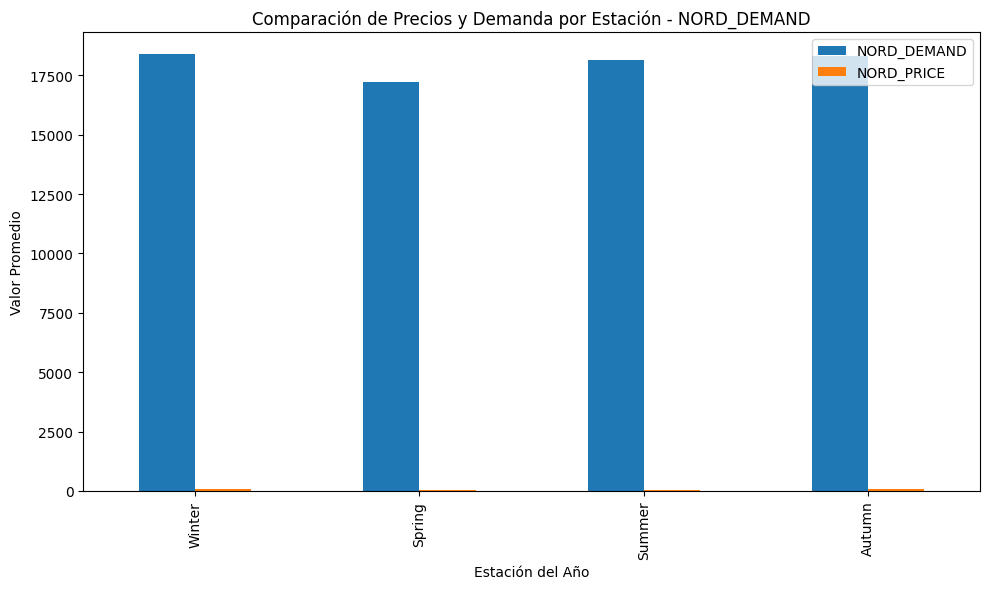 Comparación de Precios y Demanda por Estación - NORD_DEMAND
NORD_DEMAND
NORD_PRICE
Valor Promedio
17500
15000
12500
10000
7500
5000
2500
0
Winter
Spring
Summer
Autumn
Estación del Año